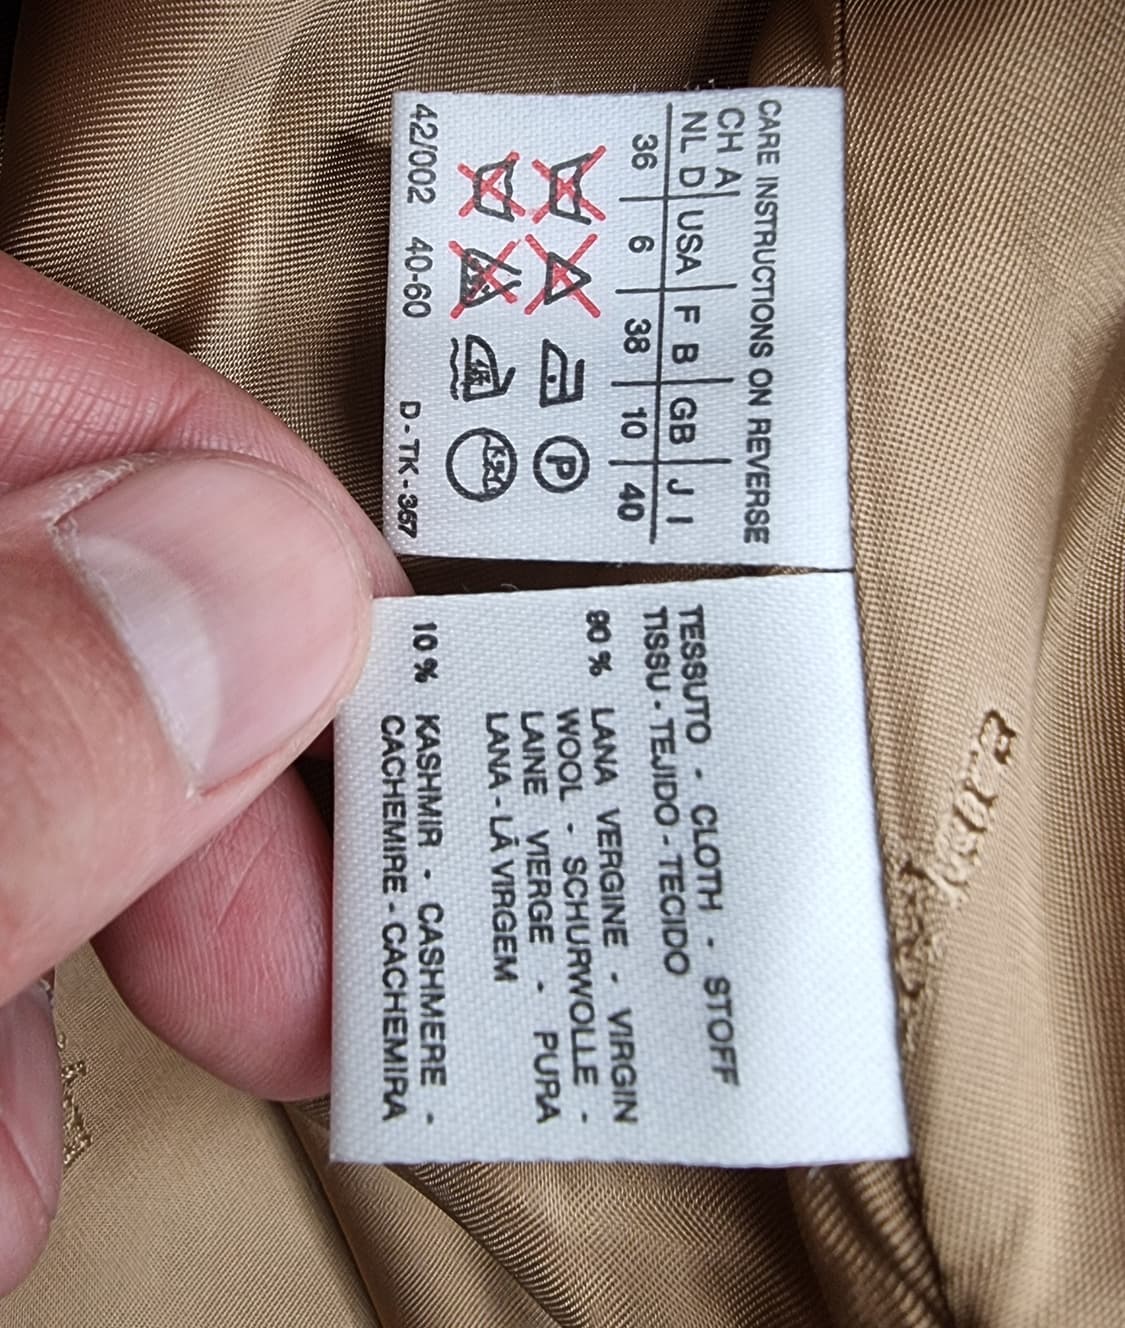 CARE INSTRUCTIONS ON REVERSE
CH A
NL D USA F B GB J I
36 6 38 10 40
P
42/002 40-60 D-TK-367
TESSUTO - CLOTH - STOFF
TISSU - TEJIDO - TECIDO
90 % LANA VERGINE - VIRGIN
WOOL - SCHURWOLLE -
LAINE VIERGE - PURA
LANA - LÃ VIRGEM
10 % KASHMIR - CASHMERE -
CACHEMIRE - CACHEMIRA